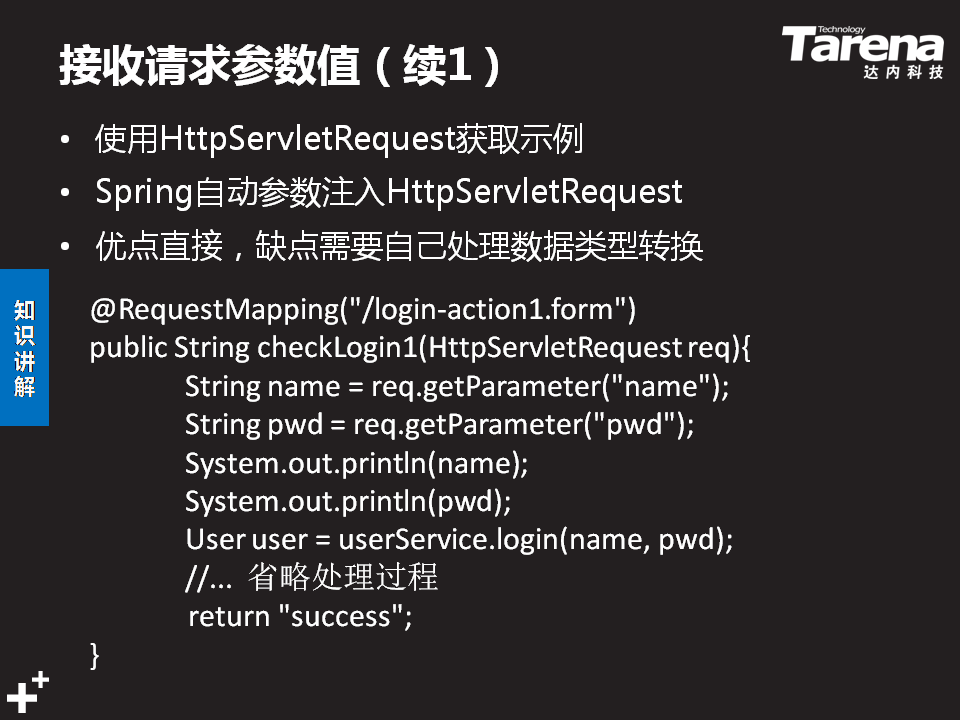 接收请求参数值（续1）
Technology
Tarena
达内科技
• 使用HttpServletRequest获取示例
• Spring自动参数注入HttpServletRequest
• 优点直接，缺点需要自己处理数据类型转换
知识讲解
@RequestMapping("/login-action1.form")
public String checkLogin1(HttpServletRequest req){
String name = req.getParameter("name");
String pwd = req.getParameter("pwd");
System.out.println(name);
System.out.println(pwd);
User user = userService.login(name, pwd);
//... 省略处理过程
return "success";
}